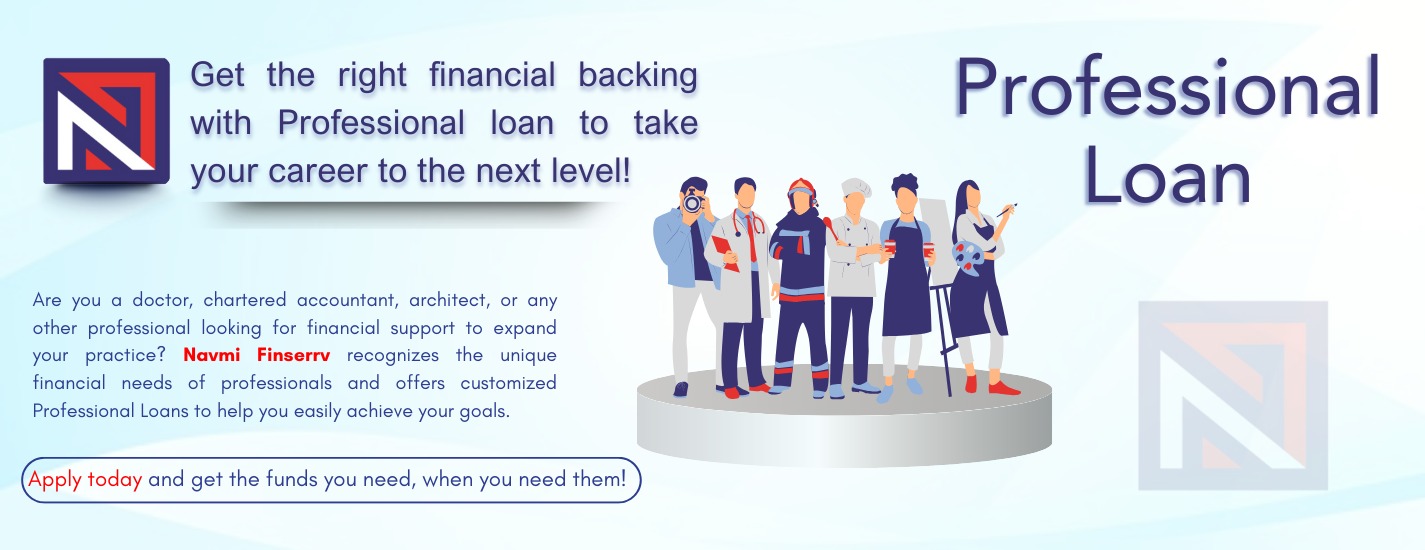 Get the right financial backing
with Professional loan to take
your career to the next level!
Professional
Loan
Are you a doctor, chartered accountant, architect, or any
other professional looking for financial support to expand
your practice? Navmi Finserrv recognizes the unique
financial needs of professionals and offers customized
Professional Loans to help you easily achieve your goals.
Apply today and get the funds you need, when you need them!